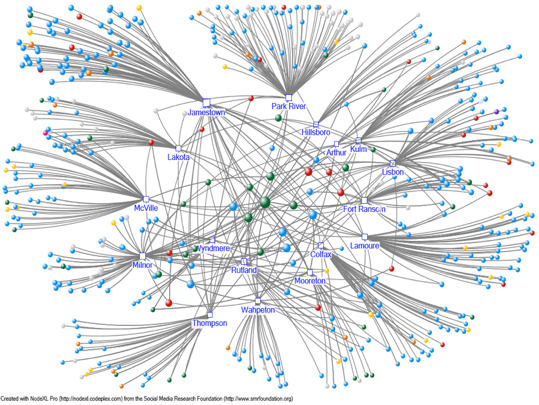 Jamestown
Park River
Hillsboro
Arthur
Kulm
Lakota
Lisbon
McVille
Fort Ransom
Wyndmere
Lamoure
Colfax
Milnor
Rutland
Mooreton
Wahpeton
Thompson
Created with NodeXL Pro (http://nodexl.codeplex.com) from the Social Media Research Foundation (http://www.smrfoundation.org)